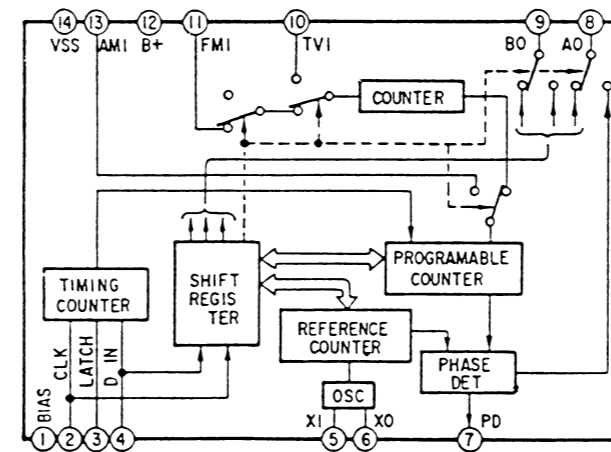 14 13 12 11 10 9 8
VSS AMI B+ FMI TVI BO AO
COUNTER
TIMING
COUNTER
SHIFT
REGIS
TER
PROGRAMABLE
COUNTER
REFERENCE
COUNTER
PHASE
DET
OSC
BIAS
CLK
LATCH
D IN
XI XO PD
1 2 3 4 5 6 7